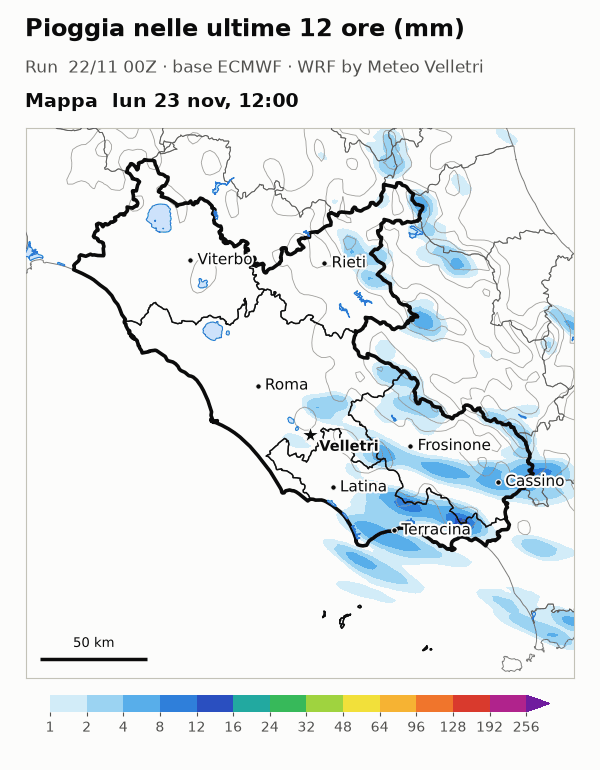 Pioggia nelle ultime 12 ore (mm)
Run  22/11 00Z · base ECMWF · WRF by Meteo Velletri
Mappa  lun 23 nov, 12:00
Viterbo
Rieti
Roma
Velletri
Frosinone
Cassino
Latina
Terracina
50 km
1 2 4 8 12 16 24 32 48 64 96 128 192 256